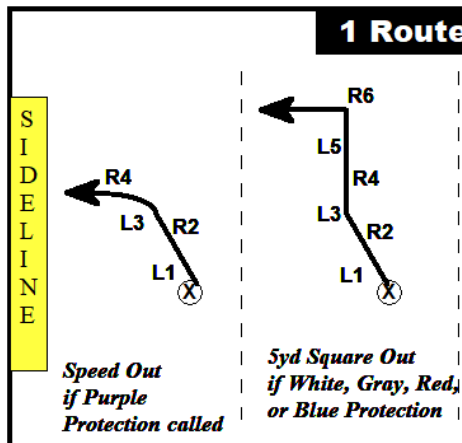 1 Route
SIDELINE
R4
L3
R2
L1
X
Speed Out
if Purple
Protection called
R6
L5
R4
L3
R2
L1
X
5yd Square Out
if White, Gray, Red,
or Blue Protection